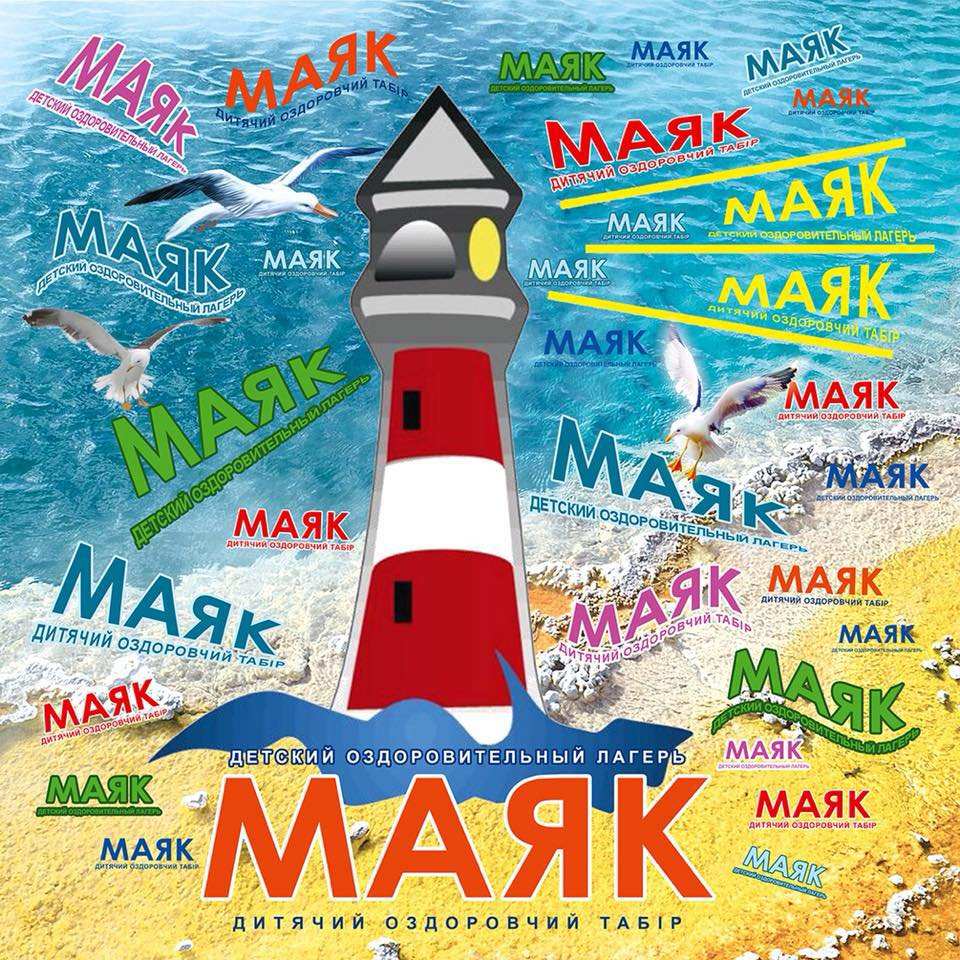 МАЯК
ДЕТСКИЙ ОЗДОРОВИТЕЛЬНЫЙ ЛАГЕРЬ
МАЯК
ДИТЯЧИЙ ОЗДОРОВЧИЙ ТАБІР
МАЯК
ДЕТСКИЙ ОЗДОРОВИТЕЛЬНЫЙ ЛАГЕРЬ
МАЯК
ДИТЯЧИЙ ОЗДОРОВЧИЙ ТАБІР
МАЯК
ДЕТСКИЙ ОЗДОРОВИТЕЛЬНЫЙ ЛАГЕРЬ
МАЯК
ДИТЯЧИЙ ОЗДОРОВЧИЙ ТАБІР
МАЯК
ДИТЯЧИЙ ОЗДОРОВЧИЙ ТАБІР
МАЯК
ДЕТСКИЙ ОЗДОРОВИТЕЛЬНЫЙ ЛАГЕРЬ
МАЯК
ДИТЯЧИЙ ОЗДОРОВЧИЙ ТАБІР
МАЯК
ДЕТСКИЙ ОЗДОРОВИТЕЛЬНЫЙ ЛАГЕРЬ
МАЯК
ДИТЯЧИЙ ОЗДОРОВЧИЙ ТАБІР
МАЯК
ДИТЯЧИЙ ОЗДОРОВЧИЙ ТАБІР
МАЯК
ДИТЯЧИЙ ОЗДОРОВЧИЙ ТАБІР
МАЯК
ДЕТСКИЙ ОЗДОРОВИТЕЛЬНЫЙ ЛАГЕРЬ
МАЯК
ДЕТСКИЙ ОЗДОРОВИТЕЛЬНЫЙ ЛАГЕРЬ
МАЯК
ДИТЯЧИЙ ОЗДОРОВЧИЙ ТАБІР
МАЯК
ДЕТСКИЙ ОЗДОРОВИТЕЛЬНЫЙ ЛАГЕРЬ
МАЯК
ДЕТСКИЙ ОЗДОРОВИТЕЛЬНЫЙ ЛАГЕРЬ
МАЯК
ДИТЯЧИЙ ОЗДОРОВЧИЙ ТАБІР
МАЯК
ДИТЯЧИЙ ОЗДОРОВЧИЙ ТАБІР
МАЯК
ДИТЯЧИЙ ОЗДОРОВЧИЙ ТАБІР
МАЯК
ДИТЯЧИЙ ОЗДОРОВЧИЙ ТАБІР
МАЯК
ДЕТСКИЙ ОЗДОРОВИТЕЛЬНЫЙ ЛАГЕРЬ
МАЯК
ДИТЯЧИЙ ОЗДОРОВЧИЙ ТАБІР
МАЯК
ДЕТСКИЙ ОЗДОРОВИТЕЛЬНЫЙ ЛАГЕРЬ
МАЯК
ДЕТСКИЙ ОЗДОРОВИТЕЛЬНЫЙ ЛАГЕРЬ
МАЯК
ДЕТСКИЙ ОЗДОРОВИТЕЛЬНЫЙ ЛАГЕРЬ
МАЯК
ДИТЯЧИЙ ОЗДОРОВЧИЙ ТАБІР
МАЯК
ДИТЯЧИЙ ОЗДОРОВЧИЙ ТАБІР
МАЯК
ДЕТСКИЙ ОЗДОРОВИТЕЛЬНЫЙ ЛАГЕРЬ
ДЕТСКИЙ ОЗДОРОВИТЕЛЬНЫЙ ЛАГЕРЬ
МАЯК
ДИТЯЧИЙ ОЗДОРОВЧИЙ ТАБІР